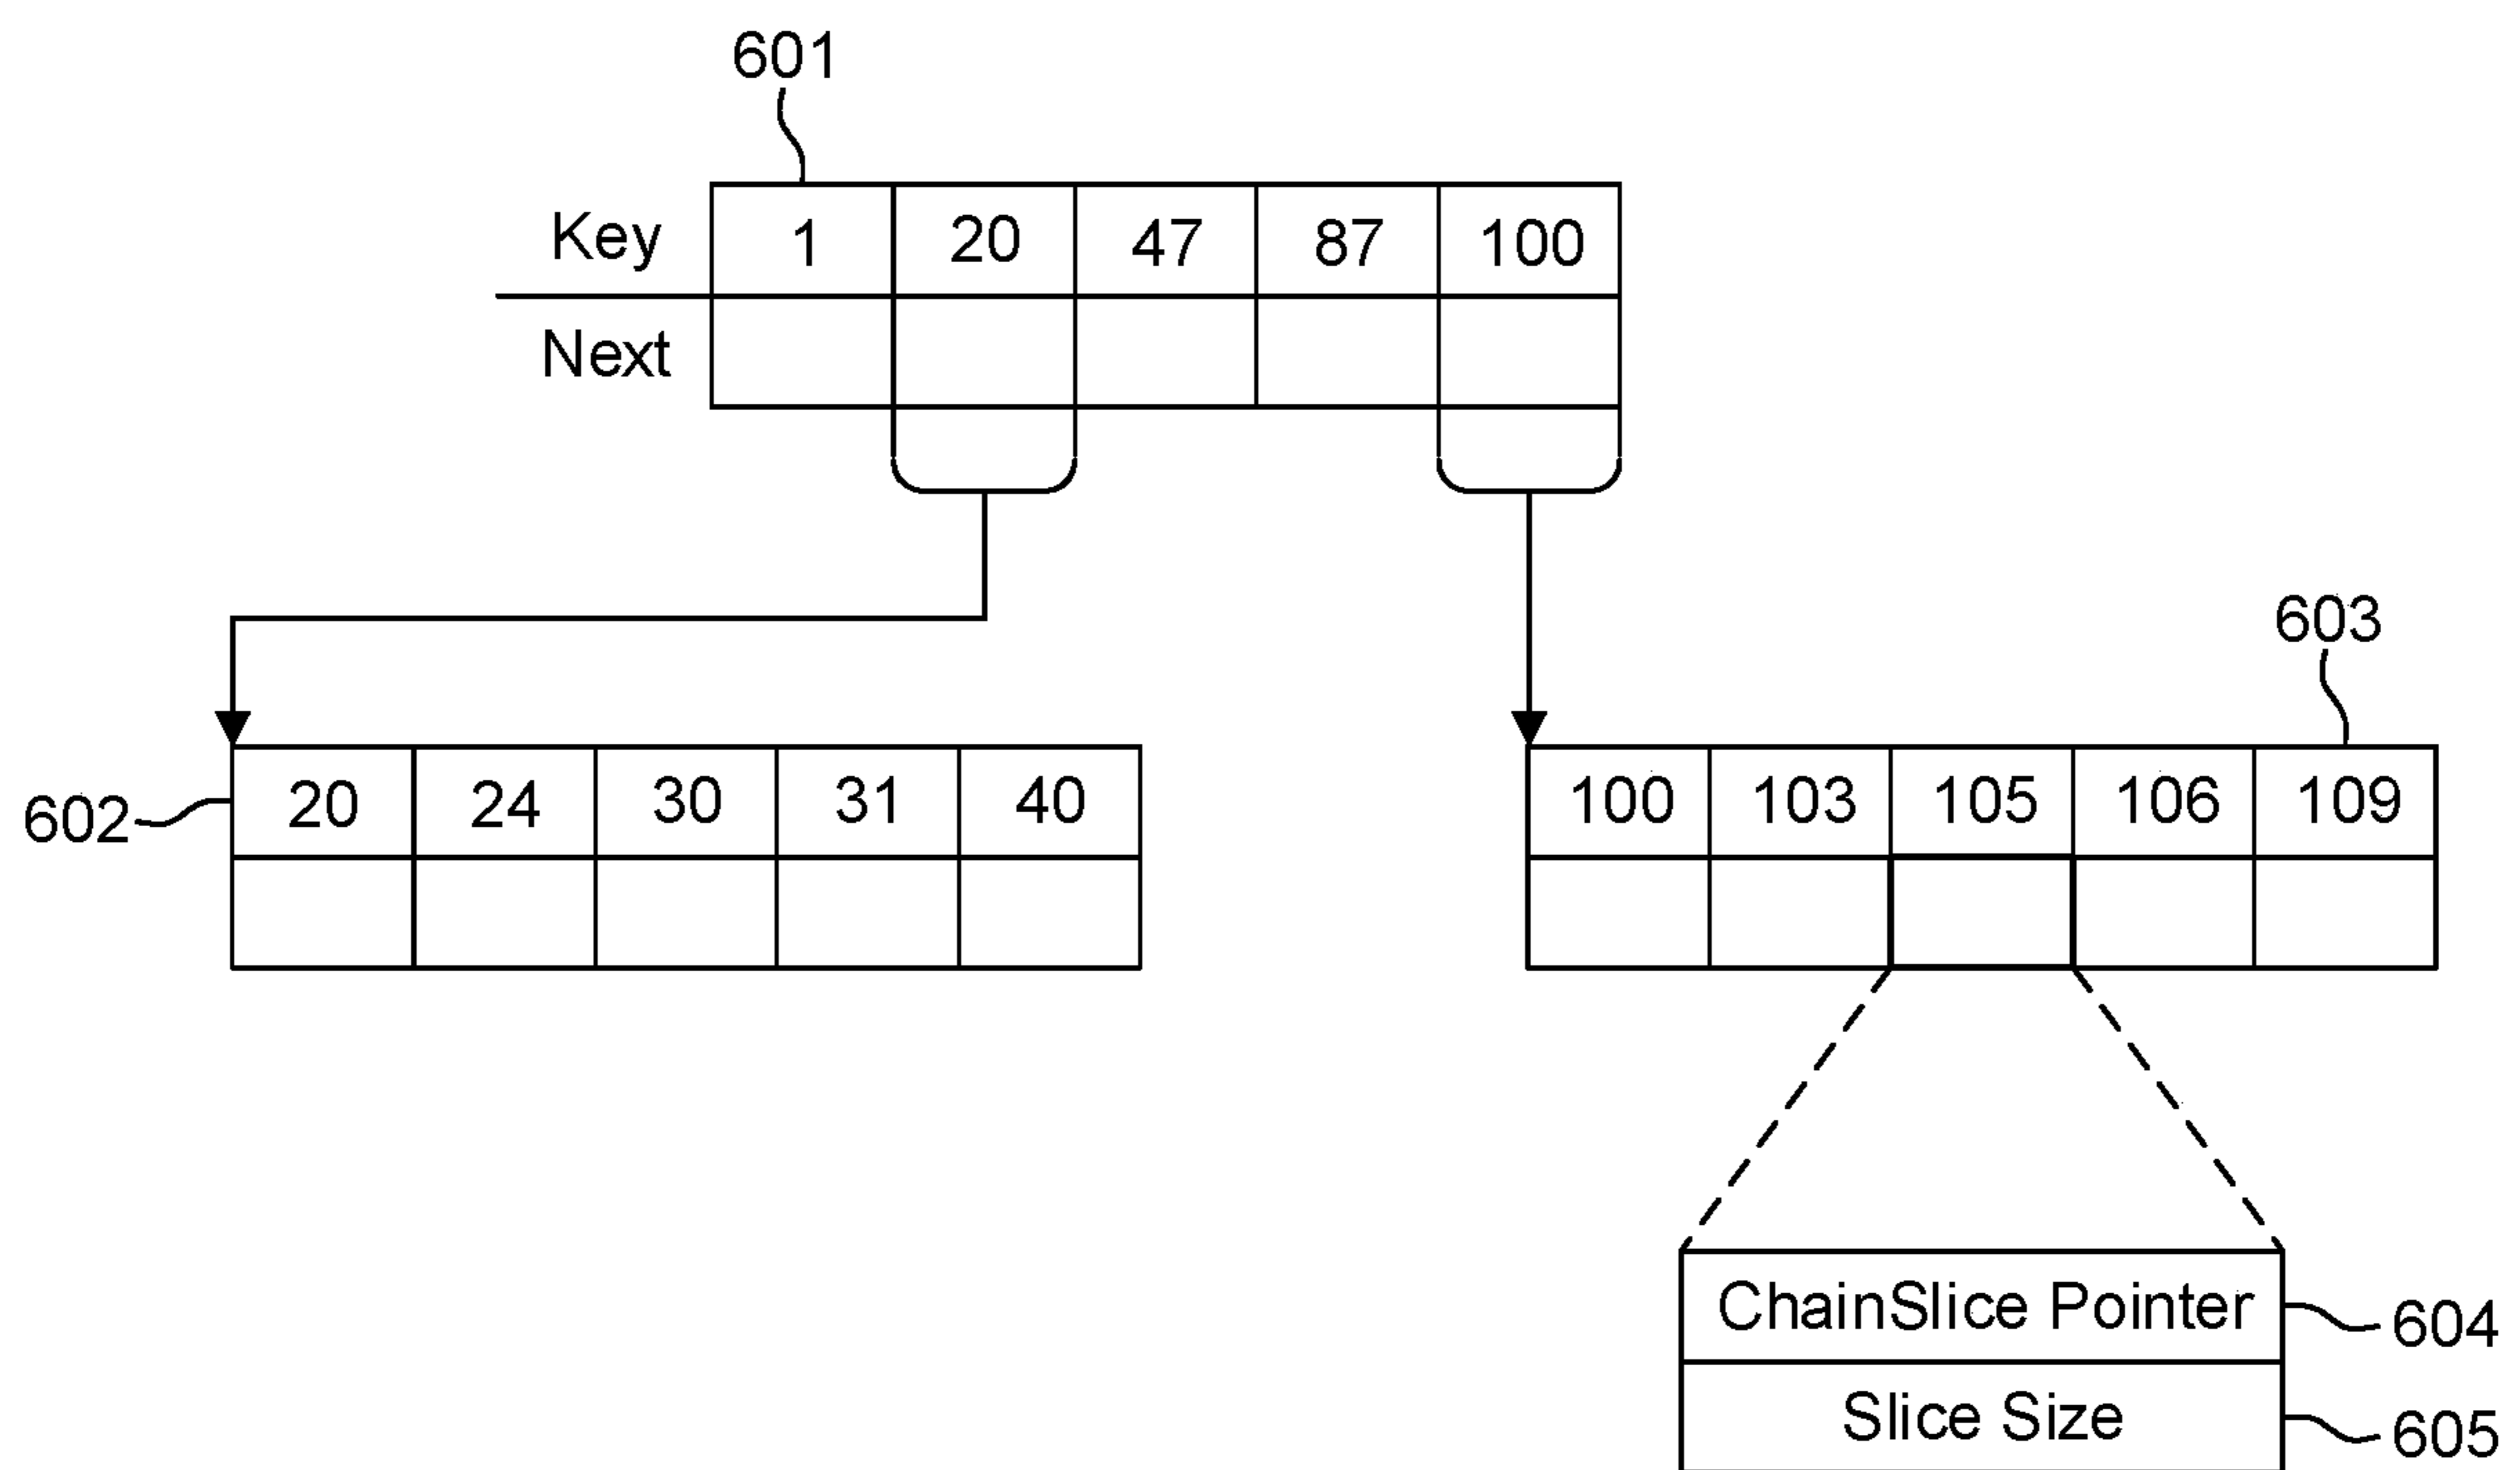 601
Key 1 20 47 87 100
Next
603
602 20 24 30 31 40
100 103 105 106 109
ChainSlice Pointer 604
Slice Size 605